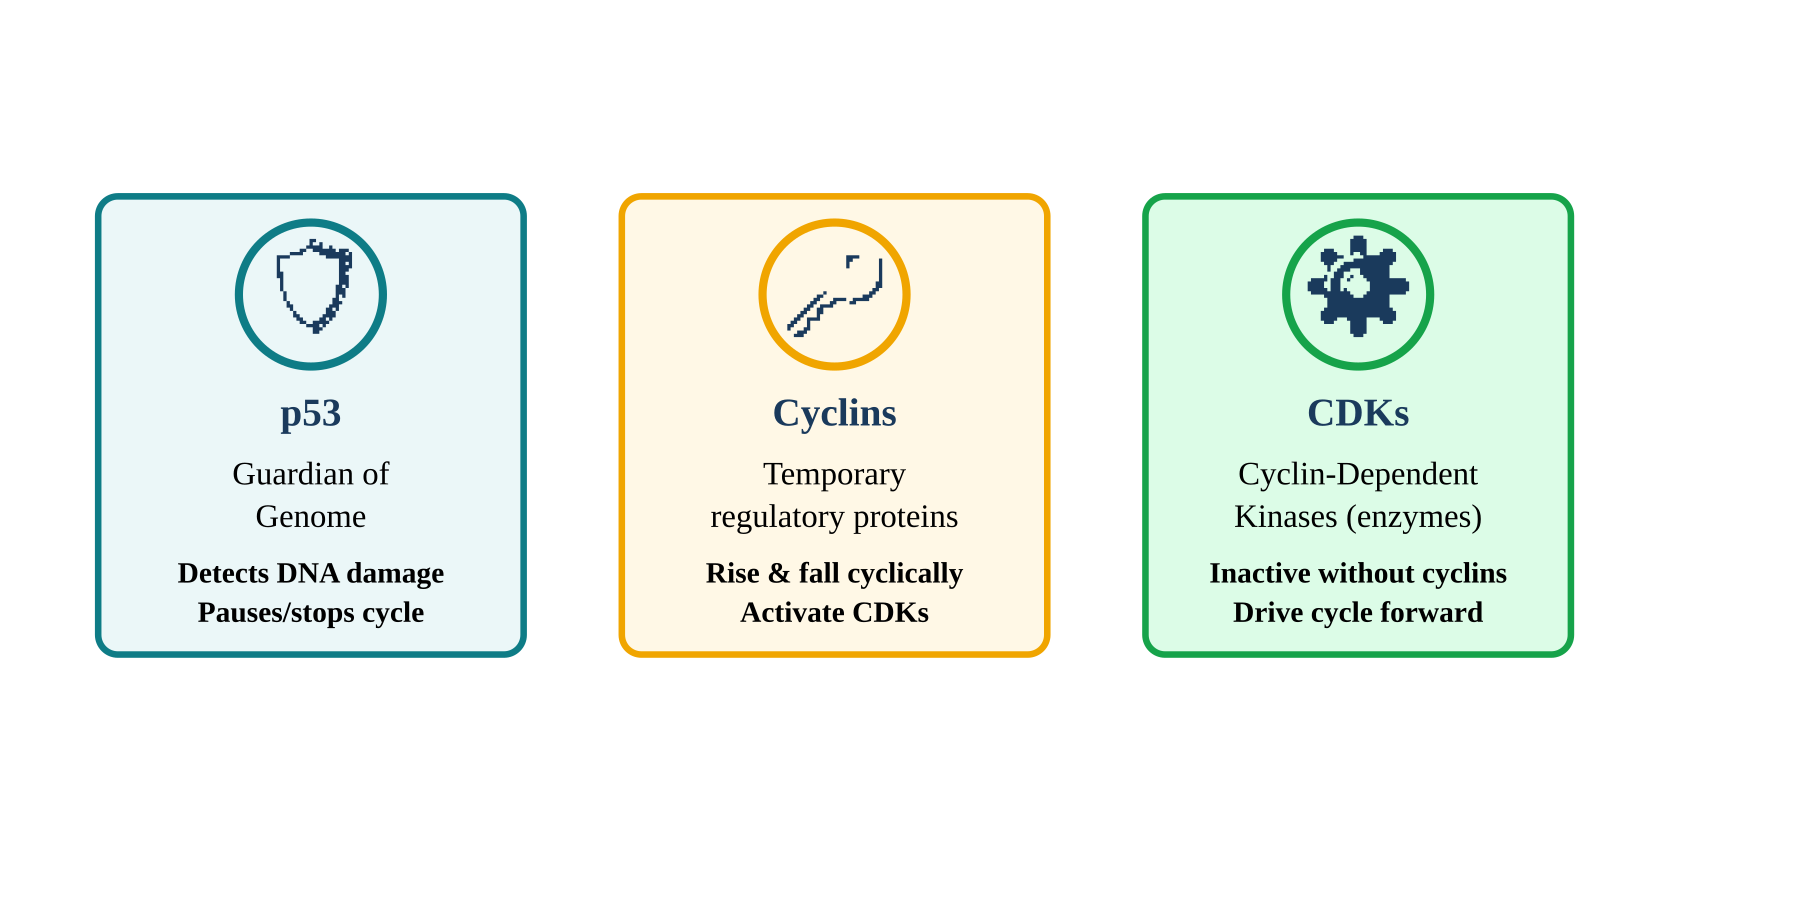 p53
Guardian of
Genome
Detects DNA damage
Pauses/stops cycle
Cyclins
Temporary
regulatory proteins
Rise & fall cyclically
Activate CDKs
CDKs
Cyclin-Dependent
Kinases (enzymes)
Inactive without cyclins
Drive cycle forward